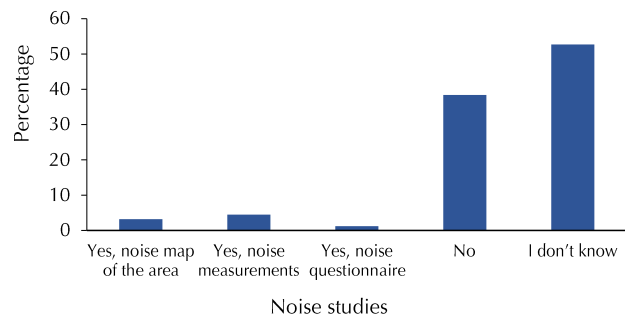 Percentage
60
50
40
30
20
10
0
Yes, noise map
of the area
Yes, noise
measurements
Yes, noise
questionnaire
No
I don’t know
Noise studies